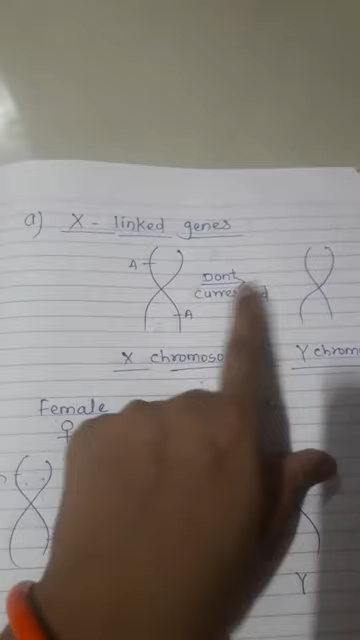 a) X - linked genes
A
Dont
A
X chromoso
Y chrom
Female
♀
Y